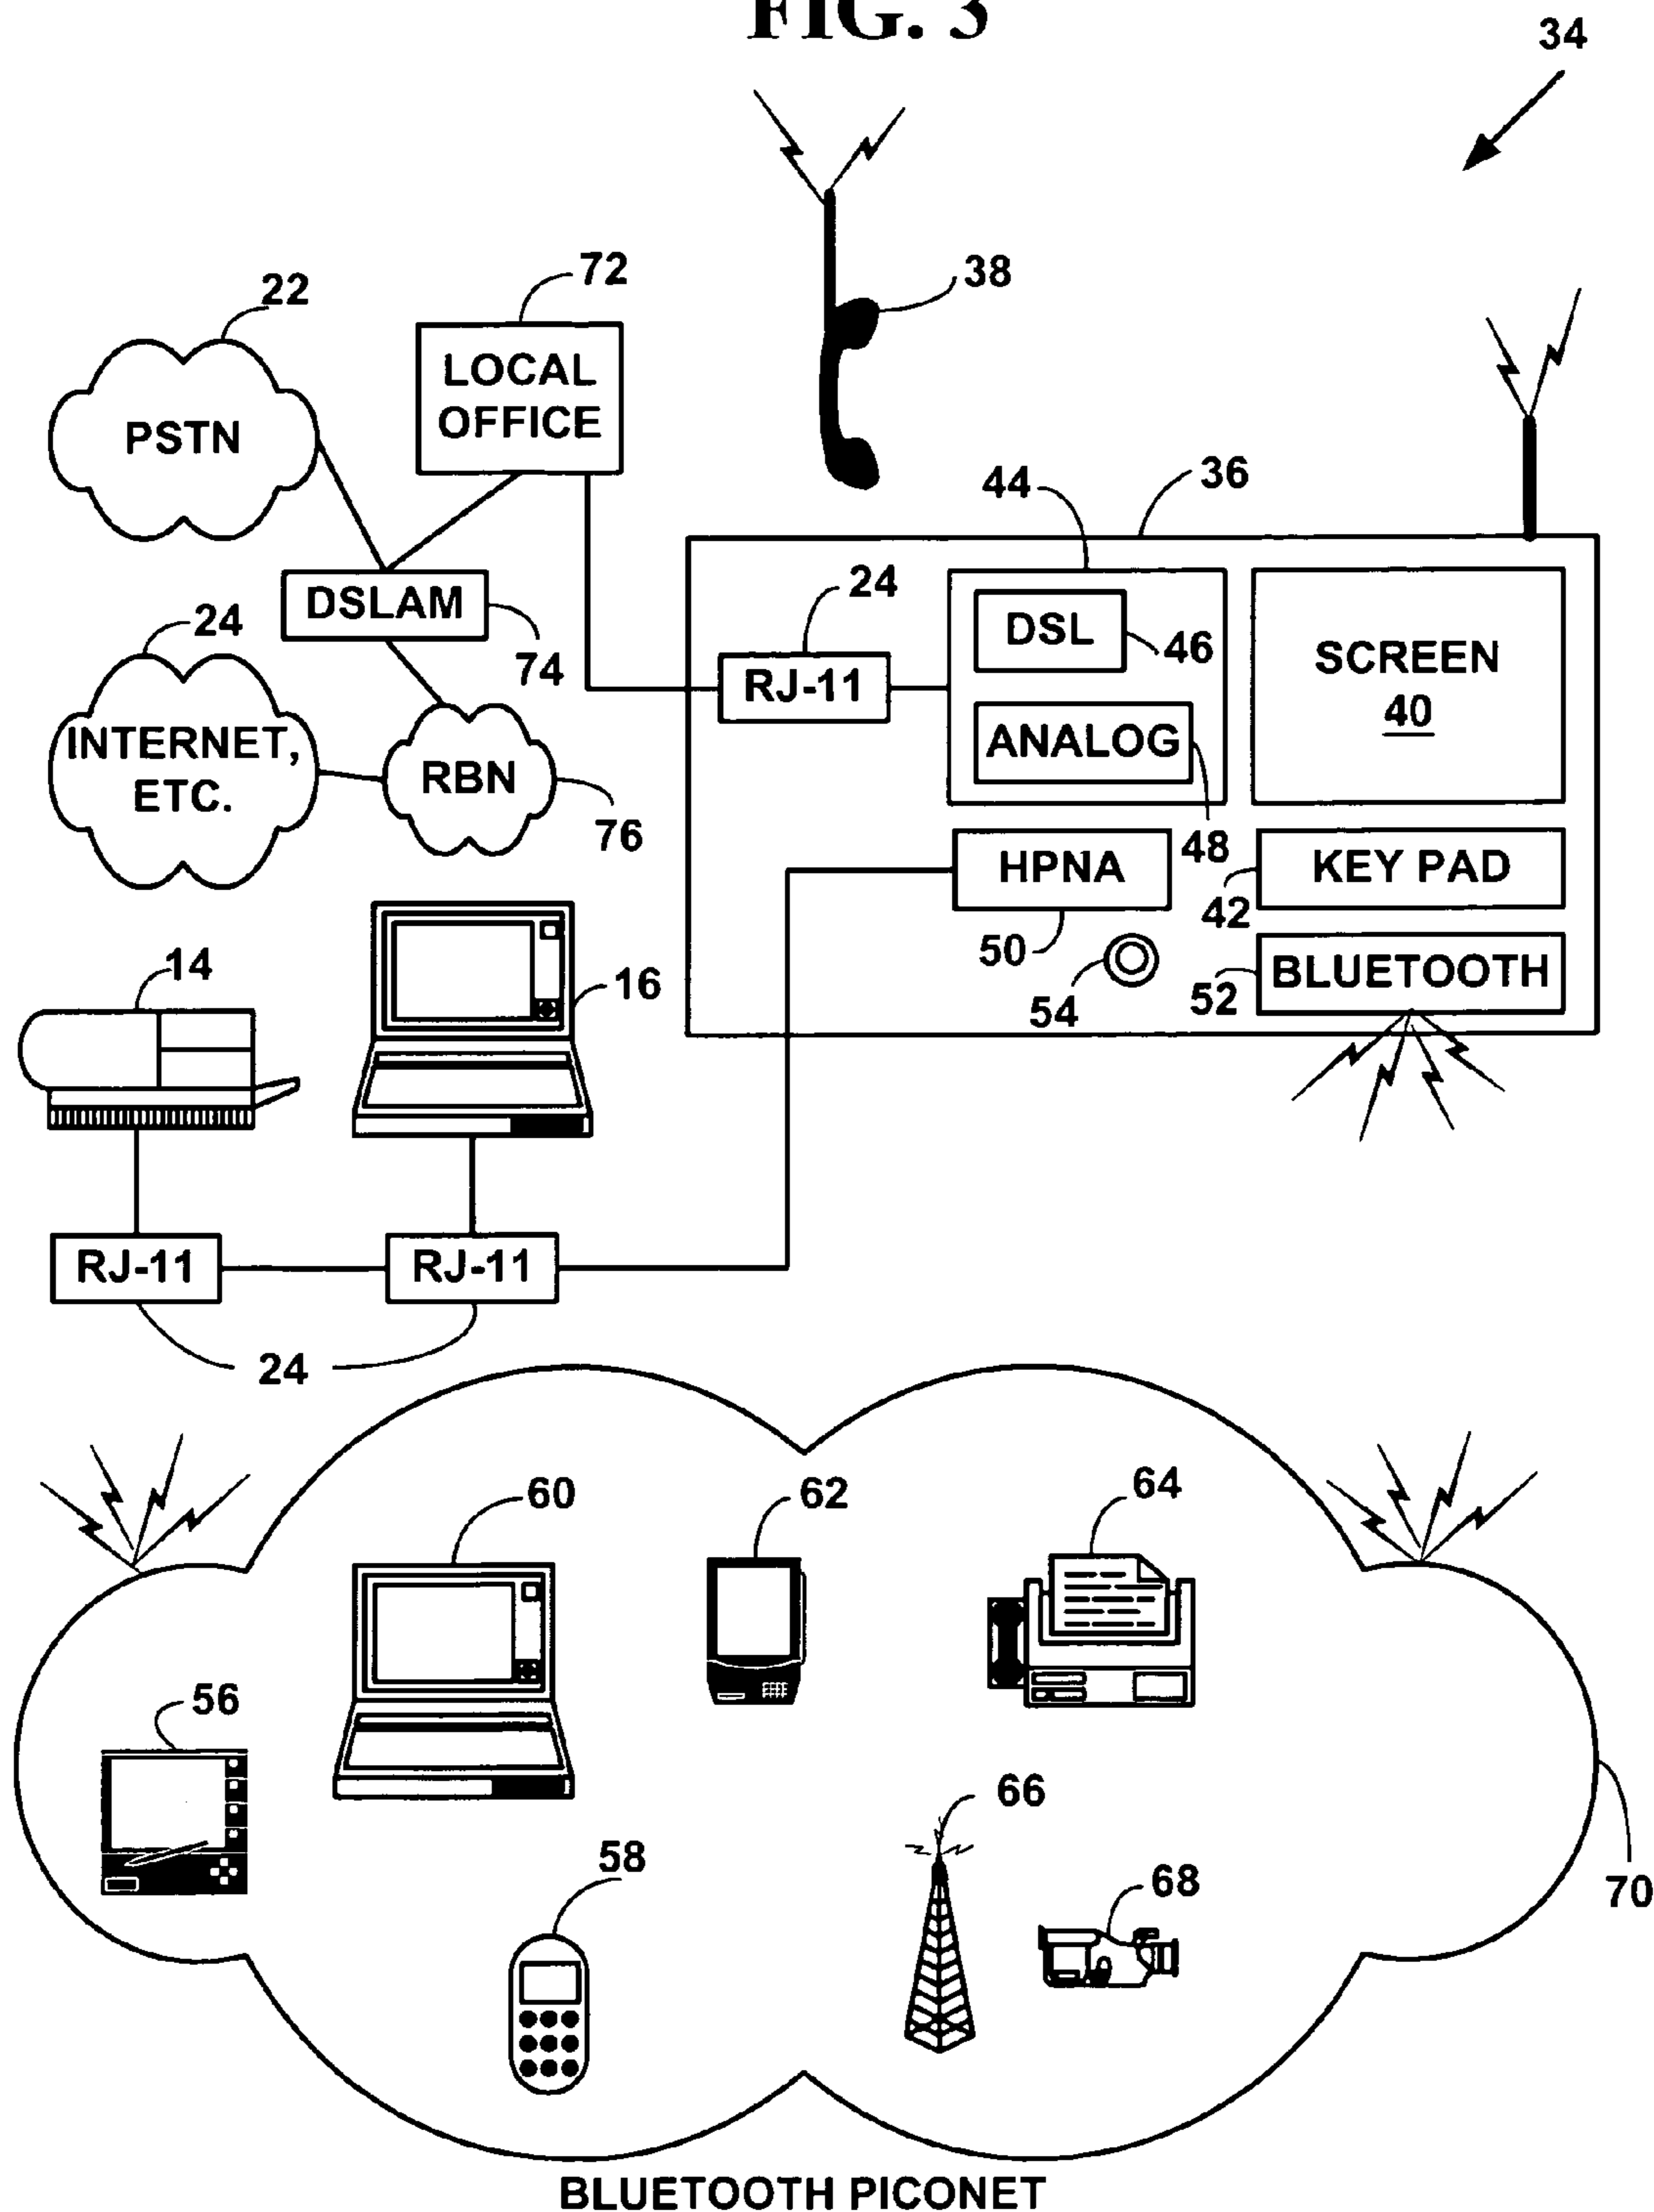 FIG. 3
34
38
72
22
LOCAL
OFFICE
PSTN
44
36
24
DSLAM
74
24
RJ-11
DSL
46
ANALOG
48
SCREEN
40
INTERNET,
ETC.
RBN
76
HPNA
50
KEY PAD
42
54
BLUETOOTH
52
14
16
RJ-11
RJ-11
24
60
62
64
56
66
58
68
70
BLUETOOTH PICONET